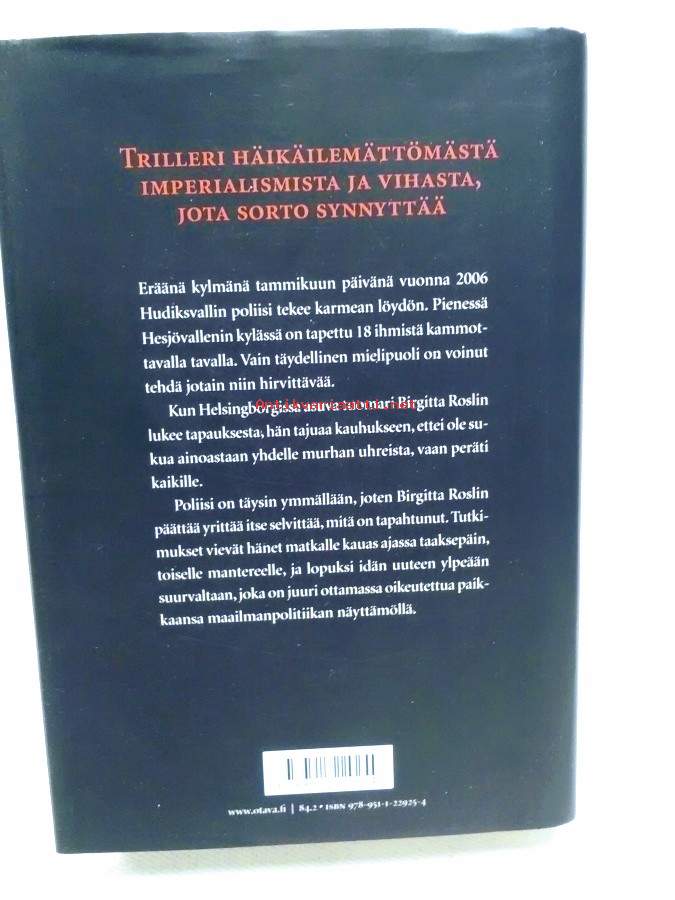 TRILLERI HÄIKÄILEMÄTTÖMÄSTÄ
IMPERIALISMISTA JA VIHASTA,
JOTA SORTO SYNNYTTÄÄ
Eräänä kylmänä tammikuun päivänä vuonna 2006
Hudiksvallin poliisi tekee karmean löydön. Pienessä
Hesjövallenin kylässä on tapettu 18 ihmistä kammot-
tavalla tavalla. Vain täydellinen mielipuoli on voinut
tehdä jotain niin hirvittävää.
Kun Helsingborgissa asuva tuomari Birgitta Roslin
lukee tapauksesta, hän tajuaa kauhukseen, ettei ole su-
kua ainoastaan yhdelle murhan uhreista, vaan peräti
kaikille.
Poliisi on täysin ymmällään, joten Birgitta Roslin
päättää yrittää itse selvittää, mitä on tapahtunut. Tutki-
mukset vievät hänet matkalle kauas ajassa taaksepäin,
toiselle mantereelle, ja lopuksi idän uuteen ylpeään
suurvaltaan, joka on juuri ottamassa oikeutettua paik-
kaansa maailmanpolitiikan näyttämöllä.
www.otava.fi | 84.2 • ISBN 978-951-1-22925-4